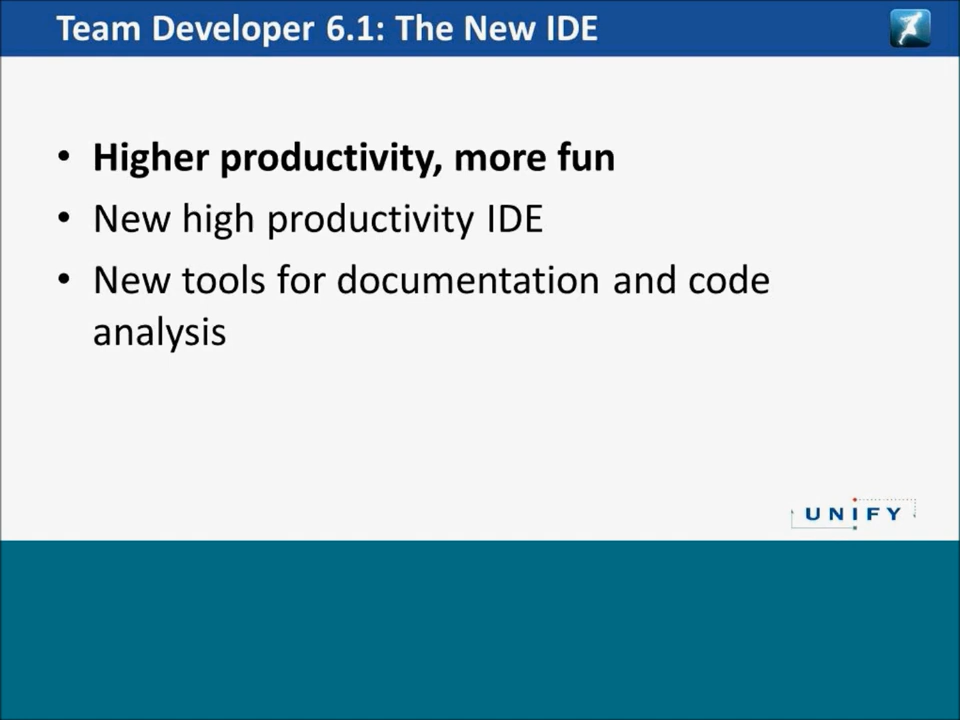 Team Developer 6.1: The New IDE
• Higher productivity, more fun
• New high productivity IDE
• New tools for documentation and code
analysis
UNIFY